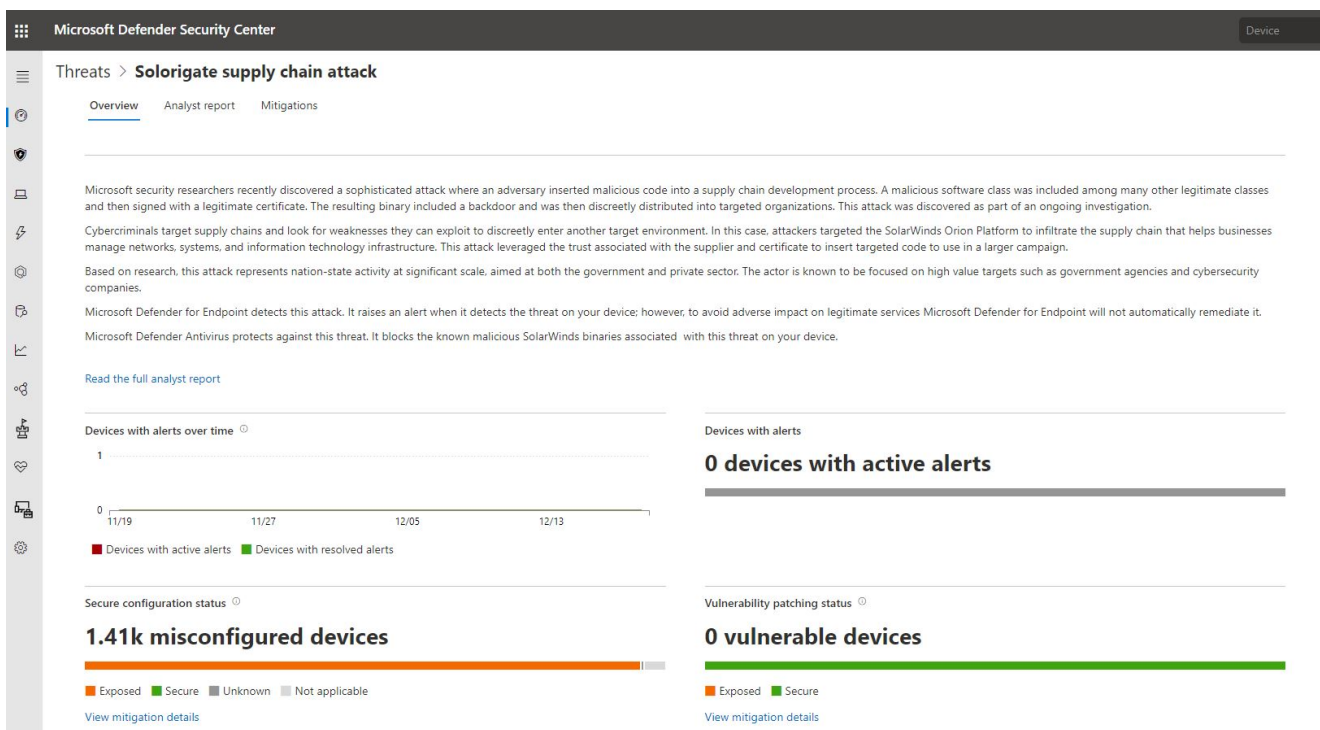 Microsoft Defender Security Center
Device
Threats > Solorigate supply chain attack
Overview Analyst report Mitigations
Microsoft security researchers recently discovered a sophisticated attack where an adversary inserted malicious code into a supply chain development process. A malicious software class was included among many other legitimate classes
and then signed with a legitimate certificate. The resulting binary included a backdoor and was then discreetly distributed into targeted organizations. This attack was discovered as part of an ongoing investigation.
Cybercriminals target supply chains and look for weaknesses they can exploit to discreetly enter another target environment. In this case, attackers targeted the SolarWinds Orion Platform to infiltrate the supply chain that helps businesses
manage networks, systems, and information technology infrastructure. This attack leveraged the trust associated with the supplier and certificate to insert targeted code to use in a larger campaign.
Based on research, this attack represents nation-state activity at significant scale, aimed at both the government and private sector. The actor is known to be focused on high value targets such as government agencies and cybersecurity
companies.
Microsoft Defender for Endpoint detects this attack. It raises an alert when it detects the threat on your device; however, to avoid adverse impact on legitimate services Microsoft Defender for Endpoint will not automatically remediate it.
Microsoft Defender Antivirus protects against this threat. It blocks the known malicious SolarWinds binaries associated with this threat on your device.
Read the full analyst report
Devices with alerts over time
1
0
11/19 11/27 12/05 12/13
Devices with active alerts Devices with resolved alerts
Devices with alerts
0 devices with active alerts
Secure configuration status
1.41k misconfigured devices
Exposed Secure Unknown Not applicable
View mitigation details
Vulnerability patching status
0 vulnerable devices
Exposed Secure
View mitigation details